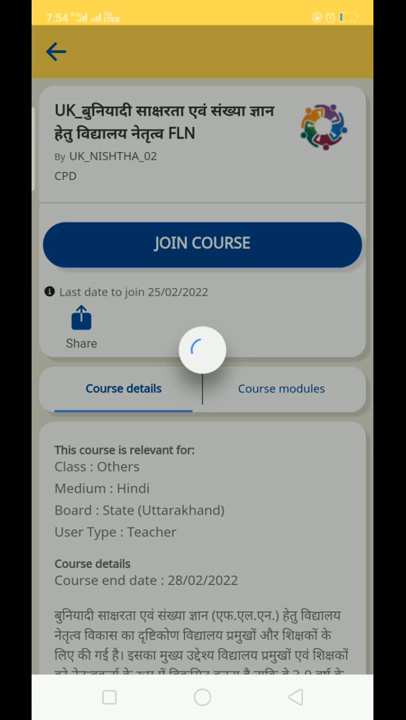 7:54
UK_बुनियादी साक्षरता एवं संख्या ज्ञान
हेतु विद्यालय नेतृत्व FLN
By UK_NISHTHA_02
CPD
JOIN COURSE
Last date to join 25/02/2022
Share
Course details
Course modules
This course is relevant for:
Class : Others
Medium : Hindi
Board : State (Uttarakhand)
User Type : Teacher
Course details
Course end date : 28/02/2022
बुनियादी साक्षरता एवं संख्या ज्ञान (एफ.एल.एन.) हेतु विद्यालय
नेतृत्व विकास का दृष्टिकोण विद्यालय प्रमुखों और शिक्षकों के
लिए की गई है। इसका मुख्य उद्देश्य विद्यालय प्रमुखों एवं शिक्षकों